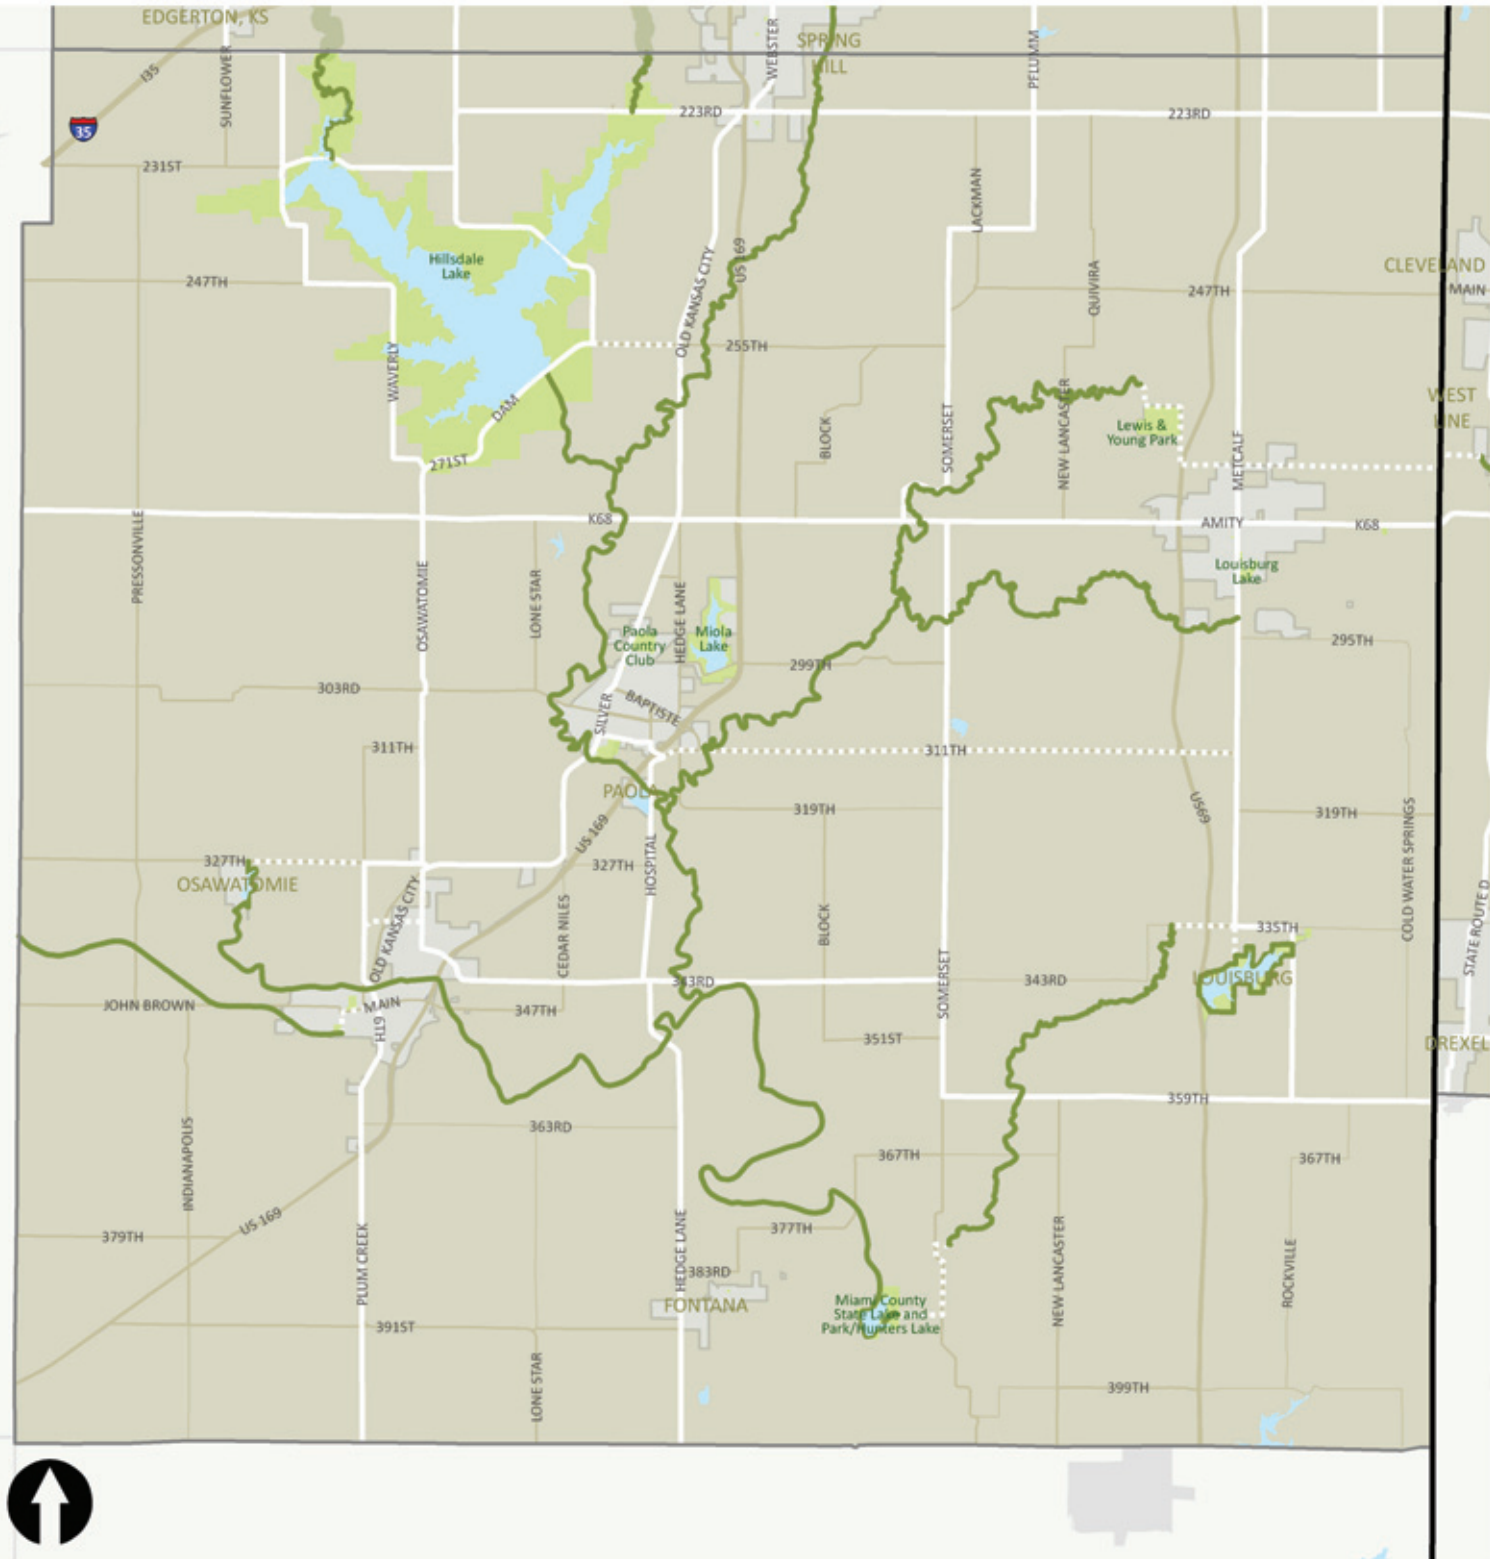 EDGERTON, KS
SPRING
HILL
WEBSTER
PFLUMM
I35
35
SUNFLOWER
223RD
223RD
231ST
LACKMAN
Hillsdale
Lake
US 169
OLD KANSAS CITY
247TH
QUIVIRA
247TH
CLEVELAND
MAIN
WAVERLY
255TH
DAM
NEW LANCASTER
WEST
LINE
Lewis &
Young Park
BLOCK
SOMERSET
METCALF
271ST
K68
AMITY
K68
PRESSONVILLE
OSAWATOMIE
LONE STAR
HEDGE LANE
Louisburg
Lake
Paola
Country
Club
Miola
Lake
295TH
299TH
303RD
BAPTISTE
SILVER
311TH
311TH
PAOLA
US 169
319TH
US69
319TH
COLD WATER SPRINGS
327TH
OSAWATOMIE
327TH
HOSPITAL
OLD KANSAS CITY
CEDAR NILES
BLOCK
335TH
STATE ROUTE D
343RD
SOMERSET
343RD
LOUISBURG
JOHN BROWN
MAIN
6TH
347TH
351ST
DREXEL
359TH
INDIANAPOLIS
363RD
367TH
367TH
379TH
US 169
PLUM CREEK
HEDGE LANE
377TH
NEW LANCASTER
ROCKVILLE
383RD
FONTANA
Miami County
State Lake and
Park/Hunters Lake
391ST
LONE STAR
399TH